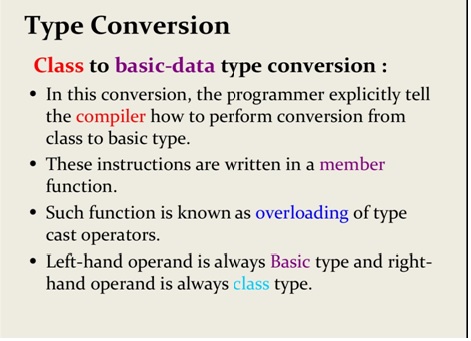 Type Conversion
Class to basic-data type conversion :
• In this conversion, the programmer explicitly tell
the compiler how to perform conversion from
class to basic type.
• These instructions are written in a member
function.
• Such function is known as overloading of type
cast operators.
• Left-hand operand is always Basic type and right-
hand operand is always class type.